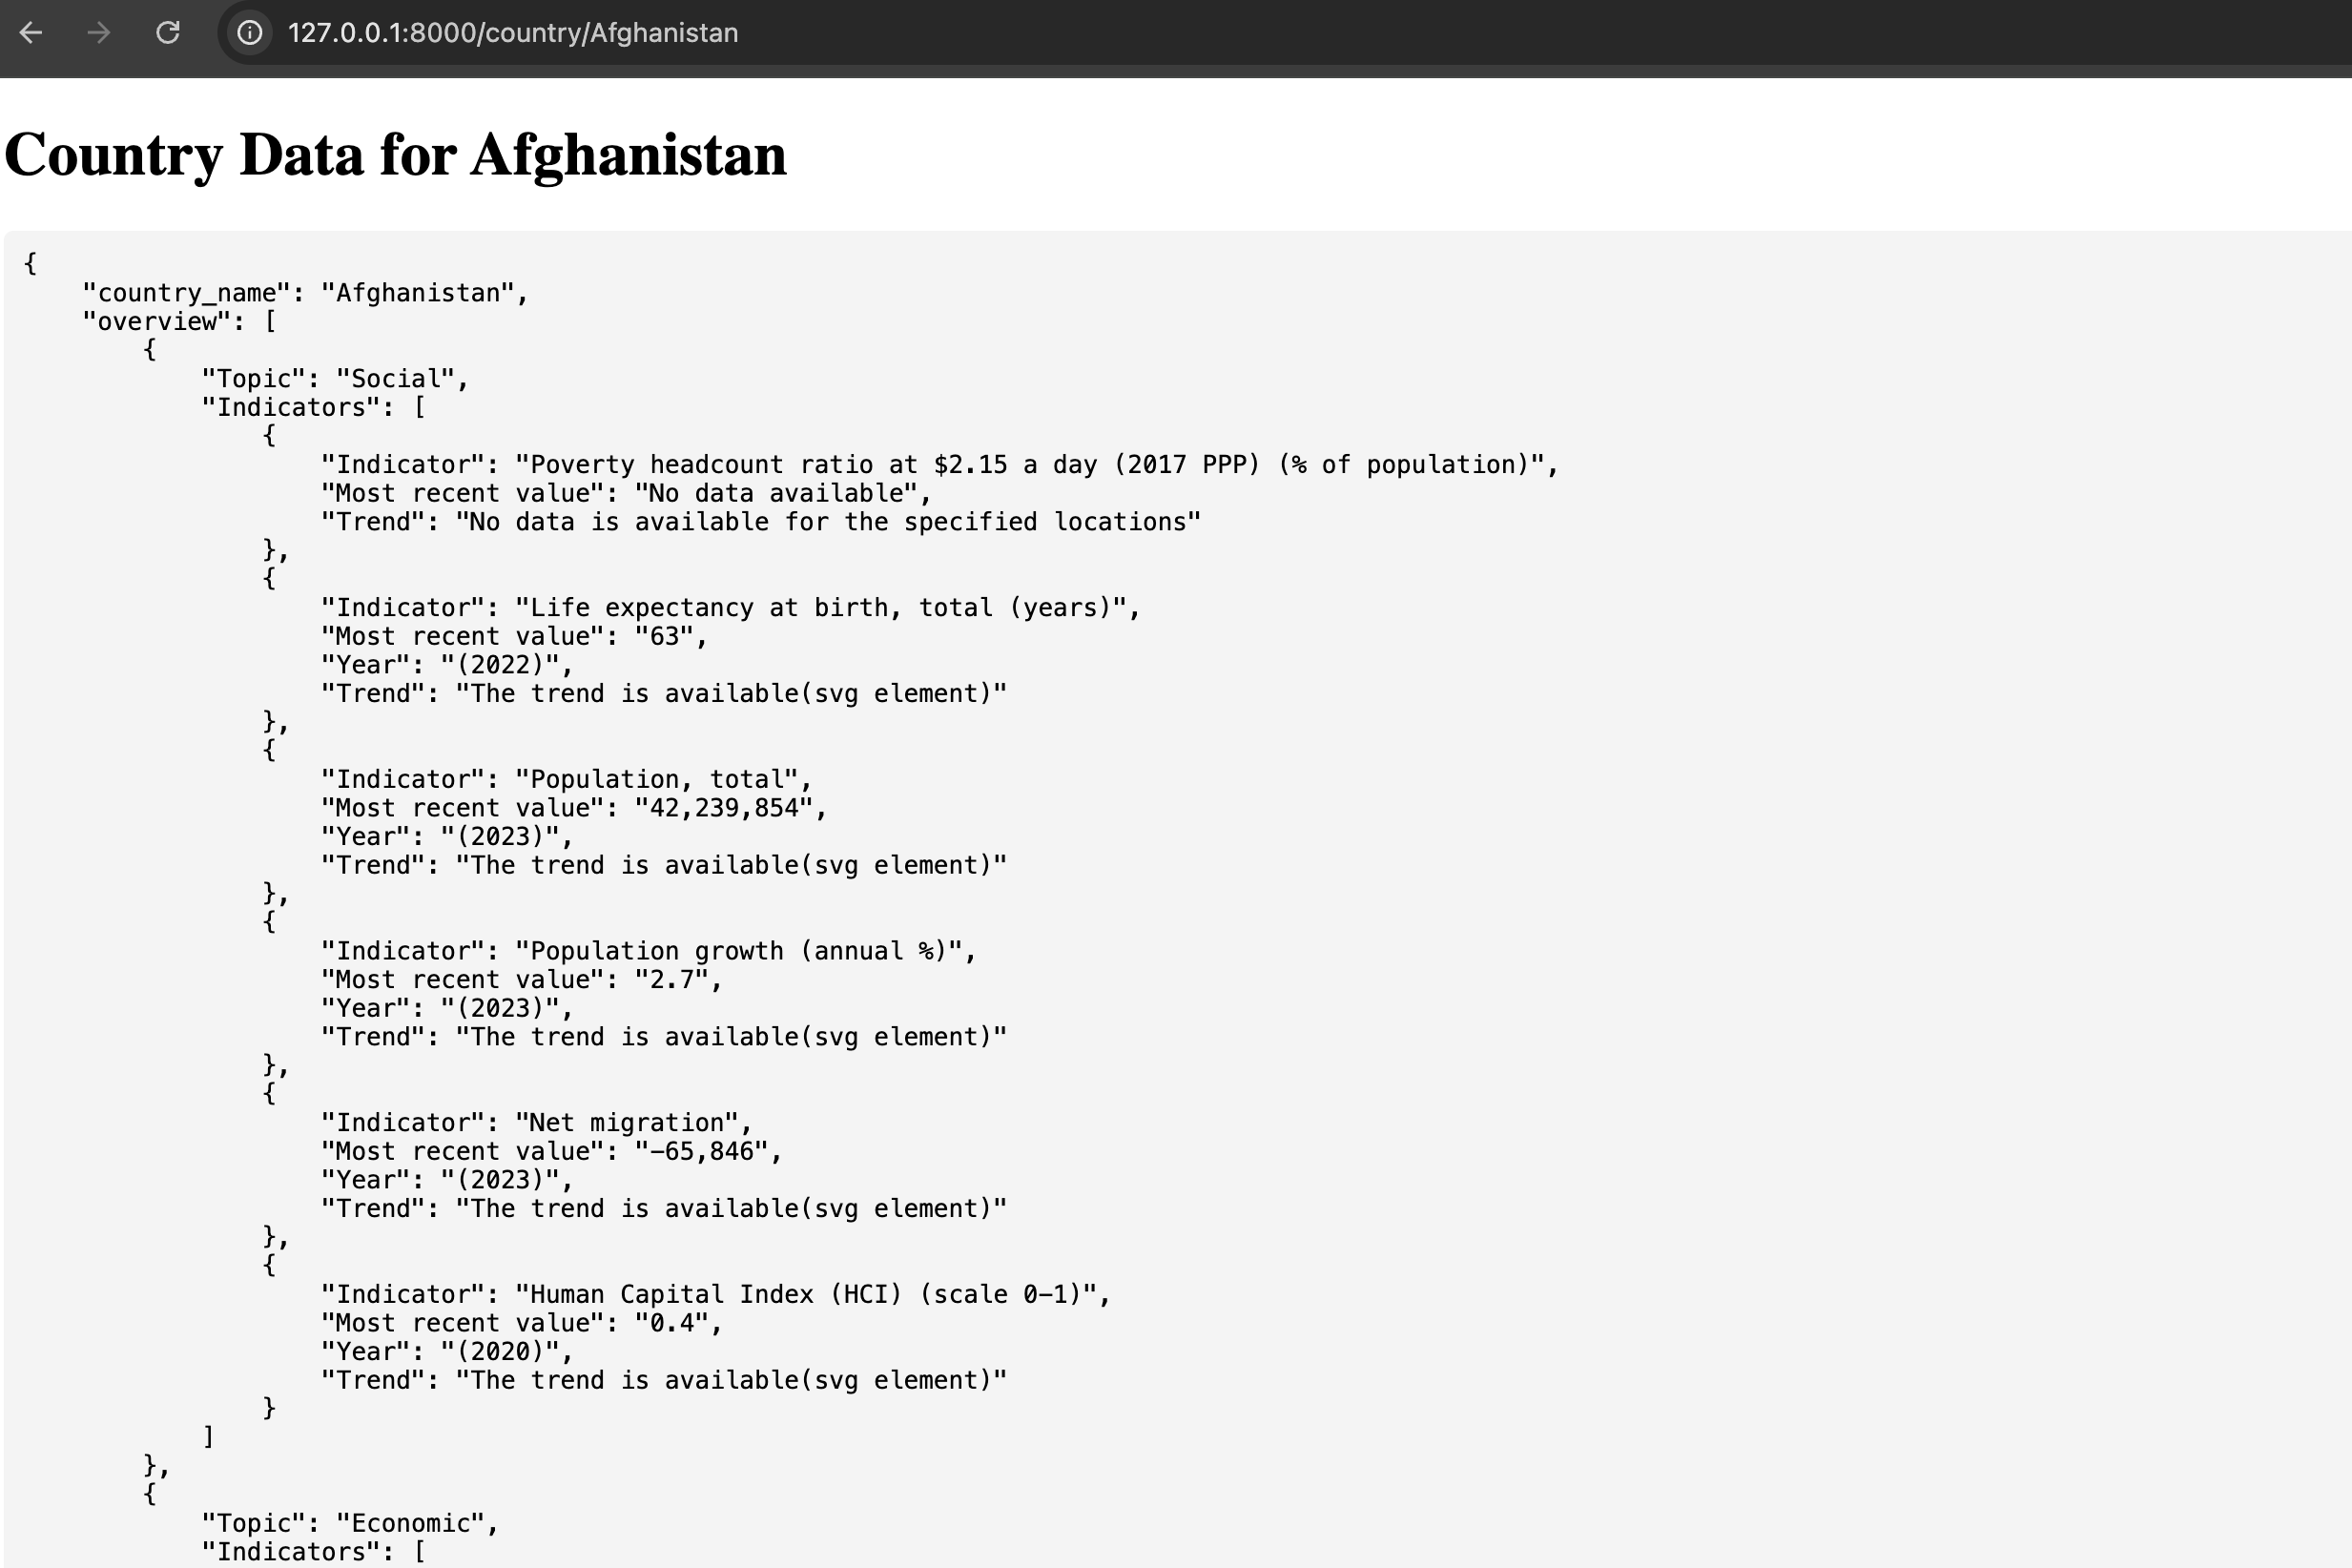 127.0.0.1:8000/country/Afghanistan
Country Data for Afghanistan
{
    "country_name": "Afghanistan",
    "overview": [
        {
            "Topic": "Social",
            "Indicators": [
                {
                    "Indicator": "Poverty headcount ratio at $2.15 a day (2017 PPP) (% of population)",
                    "Most recent value": "No data available",
                    "Trend": "No data is available for the specified locations"
                },
                {
                    "Indicator": "Life expectancy at birth, total (years)",
                    "Most recent value": "63",
                    "Year": "(2022)",
                    "Trend": "The trend is available(svg element)"
                },
                {
                    "Indicator": "Population, total",
                    "Most recent value": "42,239,854",
                    "Year": "(2023)",
                    "Trend": "The trend is available(svg element)"
                },
                {
                    "Indicator": "Population growth (annual %)",
                    "Most recent value": "2.7",
                    "Year": "(2023)",
                    "Trend": "The trend is available(svg element)"
                },
                {
                    "Indicator": "Net migration",
                    "Most recent value": "-65,846",
                    "Year": "(2023)",
                    "Trend": "The trend is available(svg element)"
                },
                {
                    "Indicator": "Human Capital Index (HCI) (scale 0-1)",
                    "Most recent value": "0.4",
                    "Year": "(2020)",
                    "Trend": "The trend is available(svg element)"
                }
            ]
        },
        {
            "Topic": "Economic",
            "Indicators": [